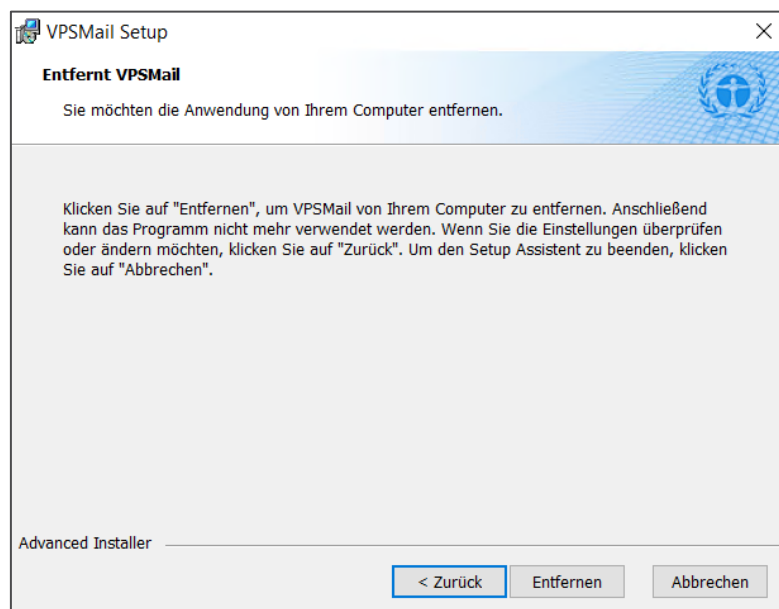 VPSMail Setup
Entfernt VPSMail
Sie möchten die Anwendung von Ihrem Computer entfernen.
Klicken Sie auf "Entfernen", um VPSMail von Ihrem Computer zu entfernen. Anschließend
kann das Programm nicht mehr verwendet werden. Wenn Sie die Einstellungen überprüfen
oder ändern möchten, klicken Sie auf "Zurück". Um den Setup Assistent zu beenden, klicken
Sie auf "Abbrechen".
Advanced Installer
< Zurück
Entfernen
Abbrechen